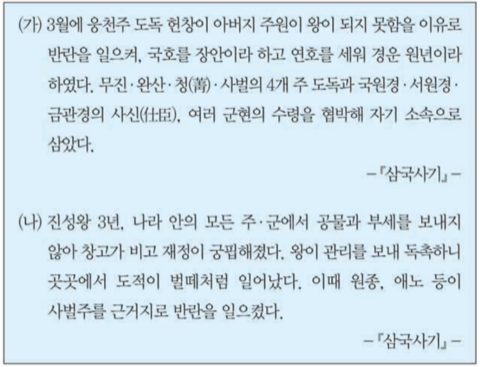 (가) 3월에 웅천주 도독 헌창이 아버지 주원이 왕이 되지 못함을 이유로
반란을 일으켜, 국호를 장안이라 하고 연호를 세워 경운 원년이라
하였다. 무진·완산·청(菁)·사벌의 4개 주 도독과 국원경·서원경·
금관경의 사신(仕臣), 여러 군현의 수령을 협박해 자기 소속으로
삼았다.
-『삼국사기』-
(나) 진성왕 3년, 나라 안의 모든 주·군에서 공물과 부세를 보내지
않아 창고가 비고 재정이 궁핍해졌다. 왕이 관리를 보내 독촉하니
곳곳에서 도적이 벌떼처럼 일어났다. 이때 원종, 애노 등이
사벌주를 근거지로 반란을 일으켰다.
-『삼국사기』-